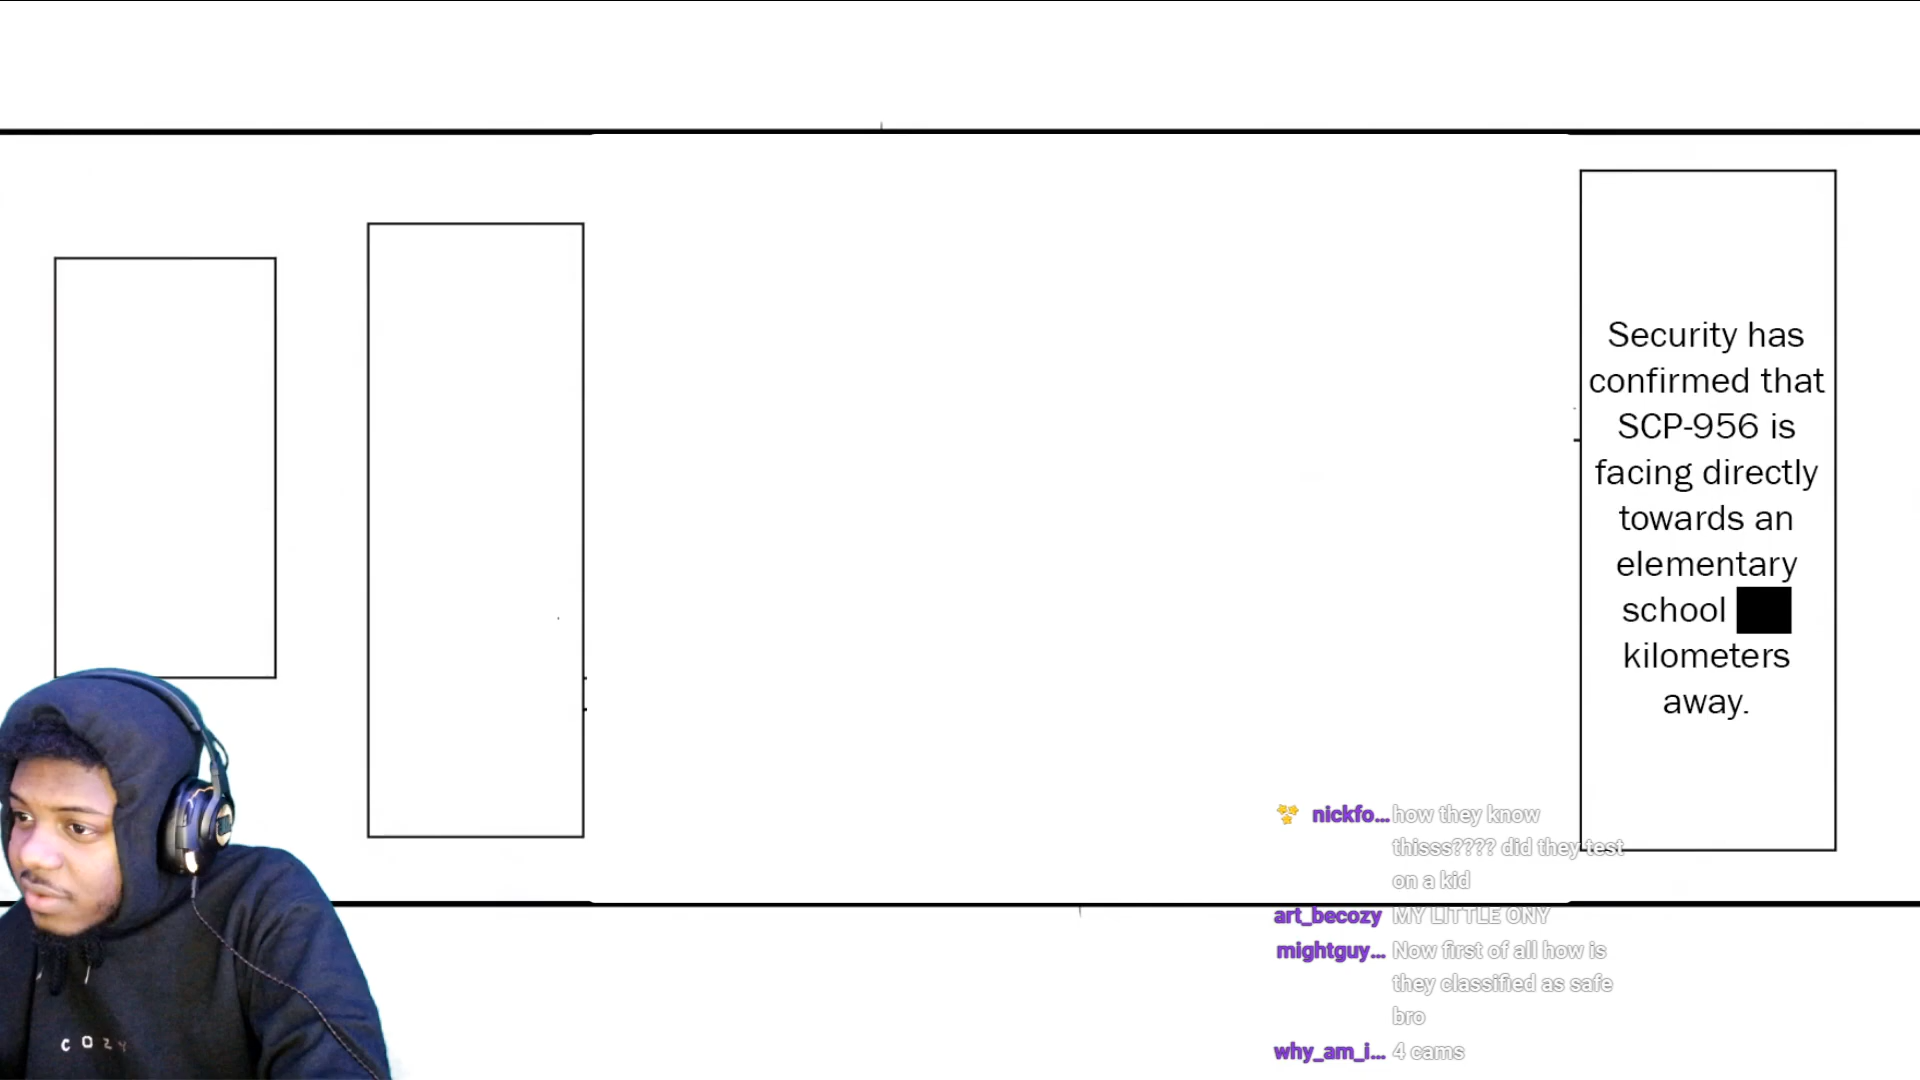 Security has
confirmed that
SCP-956 is
facing directly
towards an
elementary
school
kilometers
away.
nickfo... how they know
thisss???? did they test
on a kid
art_becozy MY LITTLE ONY
mightguy... Now first of all how is
they classified as safe
bro
why_am_i... 4 cams
COZY